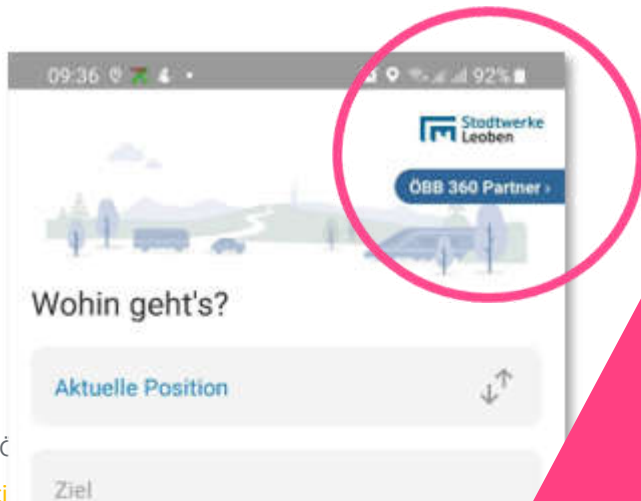 09:36
92%
Stadtwerke
Leoben
ÖBB 360 Partner ›
Wohin geht's?
Aktuelle Position
Ziel